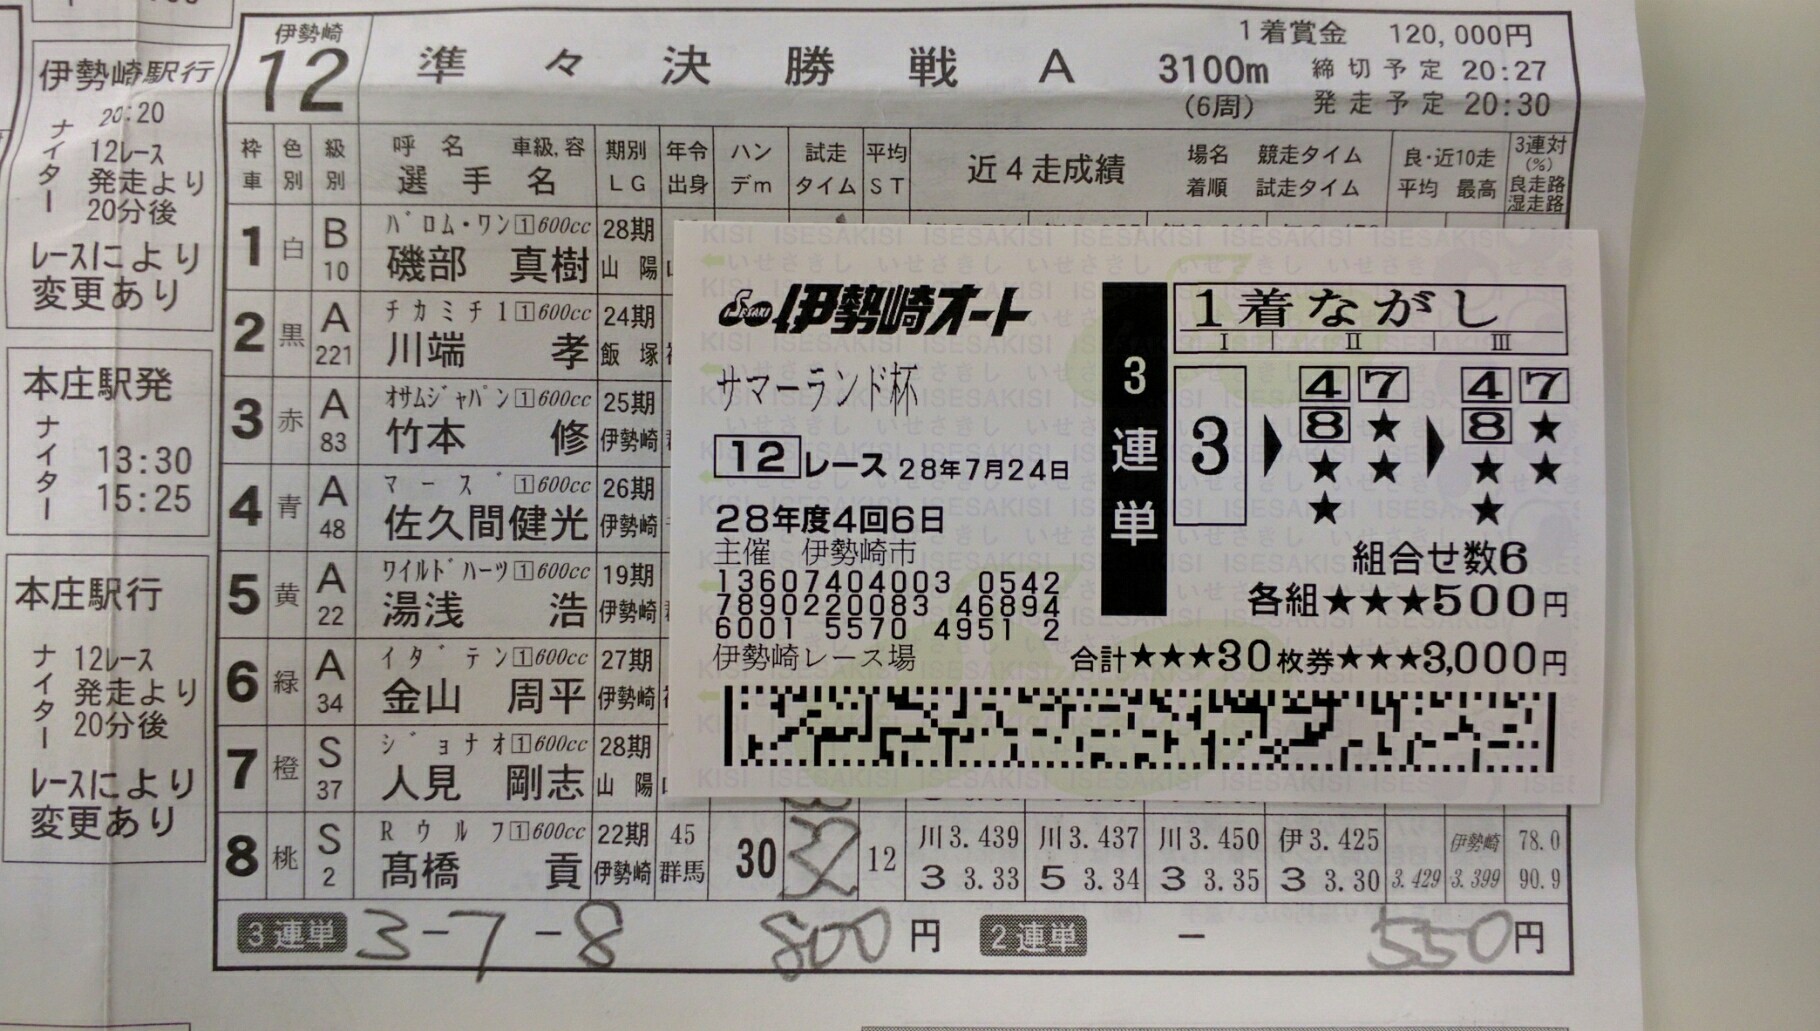 伊勢崎駅行
20:20
ナイター
12レース
発走より
20分後
レースにより
変更あり
本庄駅発
ナイター
13:30
15:25
本庄駅行
ナイター
12レース
発走より
20分後
レースにより
変更あり
伊勢崎
12
準々決勝戦A
3100m
(6周)
1着賞金 120,000円
締切予定 20:27
発走予定 20:30
枠車 色別 級別 呼名 車級,容 選手名 期別 LG 年令 出身 ハンデm 試走タイム 平均ST 近4走成績 場名 着順 競走タイム 試走タイム 良・近10走 平均 最高 3連対(%) 良走路 湿走路
1 白 B 10 パロム・ワン 1 600cc 磯部 真樹 28期 山陽
2 黒 A 221 チカミチ1 1 600cc 川端 孝 24期 飯塚
3 赤 A 83 オサムジャパン 1 600cc 竹本 修 25期 伊勢崎
4 青 A 48 マーズ 1 600cc 佐久間健光 26期 伊勢崎
5 黄 A 22 ワイルドハーツ 1 600cc 湯浅 浩 19期 伊勢崎
6 緑 A 34 イダテン 1 600cc 金山 周平 27期 伊勢崎
7 橙 S 37 ジョナオ 1 600cc 人見 剛志 28期 山陽
8 桃 S 2 Rウルフ 1 600cc 髙橋 貢 22期 伊勢崎 45 群馬 30 12 川3.439 3 3.33 川3.437 5 3.34 川3.450 3 3.35 伊3.425 3 3.30 3.429 伊勢崎 3.399 78.0 90.9
3連単 3-7-8 800円 2連単 - 550円
ISESAKI 伊勢崎オート
サマーランド杯
12レース 28年7月24日
28年度4回6日
主催 伊勢崎市
13607404003 0542
7890220083 46894
6001 5570 4951 2
伊勢崎レース場
3連単
1着ながし
I II III
3 ▶ 4 7 8 ★ ★ ★ ★ ▶ 4 7 8 ★ ★ ★ ★
組合せ数6
各組★★★500円
合計★★★30枚券★★★3,000円